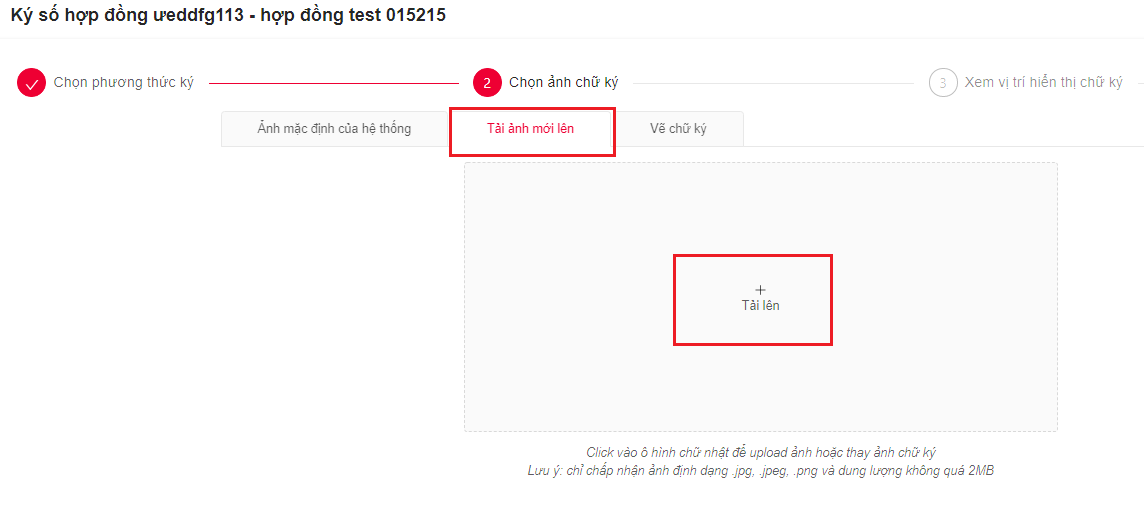 Ký số hợp đồng ưeddfg113 - hợp đồng test 015215
Chọn phương thức ký
2 Chọn ảnh chữ ký
3 Xem vị trí hiển thị chữ ký
Ảnh mặc định của hệ thống
Tải ảnh mới lên
Vẽ chữ ký
+
Tải lên
Click vào ô hình chữ nhật để upload ảnh hoặc thay ảnh chữ ký
Lưu ý: chỉ chấp nhận ảnh định dạng .jpg, .jpeg, .png và dung lượng không quá 2MB